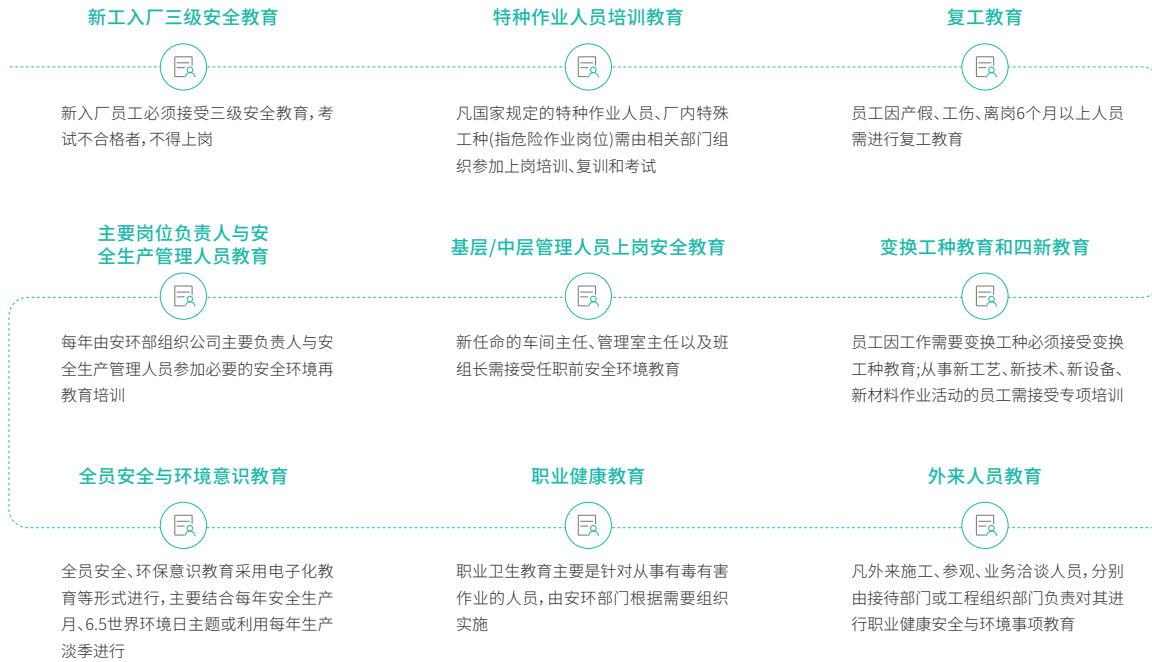 新工入厂三级安全教育
新入厂员工必须接受三级安全教育，考
试不合格者，不得上岗
特种作业人员培训教育
凡国家规定的特种作业人员、厂内特殊
工种(指危险作业岗位)需由相关部门组
织参加上岗培训、复训和考试
复工教育
员工因产假、工伤、离岗6个月以上人员
需进行复工教育
主要岗位负责人与安
全生产管理人员教育
每年由安环部组织公司主要负责人与安
全生产管理人员参加必要的安全环境再
教育培训
基层/中层管理人员上岗安全教育
新任命的车间主任、管理室主任以及班
组长需接受任职前安全环境教育
变换工种教育和四新教育
员工因工作需要变换工种必须接受变换
工种教育;从事新工艺、新技术、新设备、
新材料作业活动的员工需接受专项培训
全员安全与环境意识教育
全员安全、环保意识教育采用电子化教
育等形式进行，主要结合每年安全生产
月、6.5世界环境日主题或利用每年生产
淡季进行
职业健康教育
职业卫生教育主要是针对从事有毒有害
作业的人员，由安环部门根据需要组织
实施
外来人员教育
凡外来施工、参观、业务洽谈人员，分别
由接待部门或工程组织部门负责对其进
行职业健康安全与环境事项教育